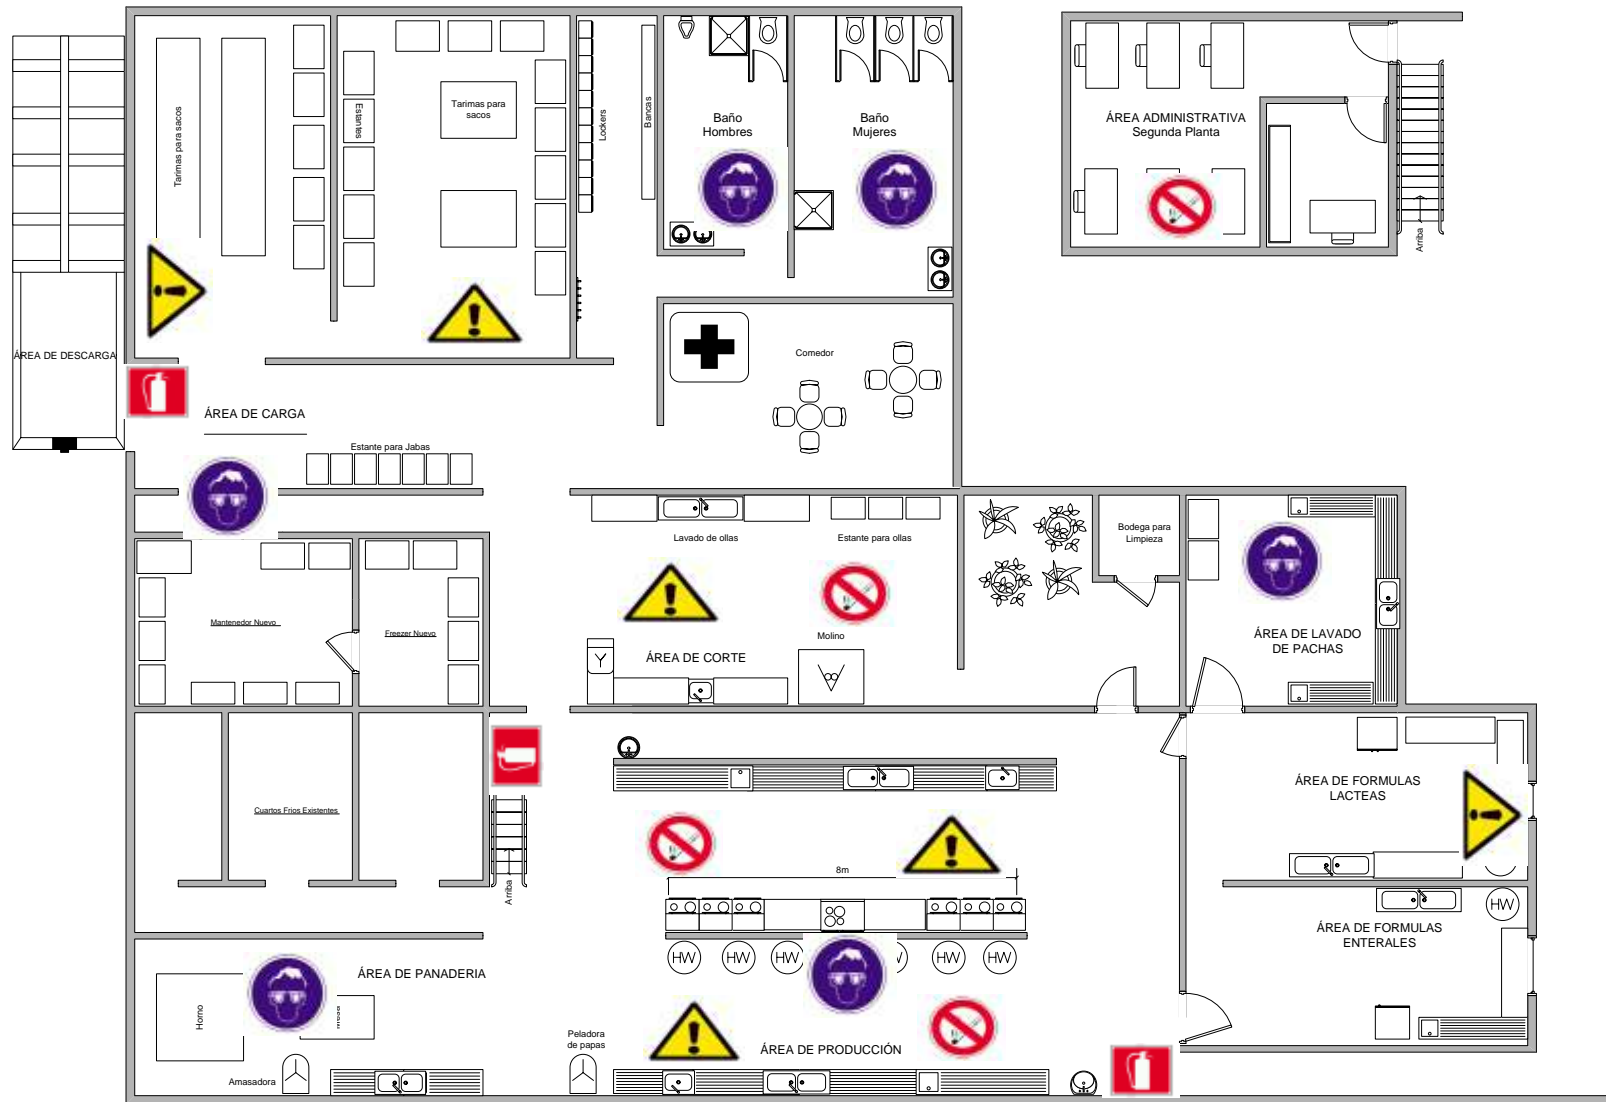 Tarimas para sacos
Estantes
Tarimas para
sacos
Lockers
Bancas
Baño
Hombres
Baño
Mujeres
ÁREA ADMINISTRATIVA
Segunda Planta
Arriba
ÁREA DE DESCARGA
Comedor
ÁREA DE CARGA
Estante para Jabas
Lavado de ollas
Estante para ollas
Bodega para
Limpieza
Mantenedor Nuevo
Freezer Nuevo
Molino
ÁREA DE CORTE
ÁREA DE LAVADO
DE PACHAS
Cuartos Frios Existentes
Arriba
ÁREA DE FORMULAS
LACTEAS
8m
HW
HW
HW
HW
HW
HW
ÁREA DE FORMULAS
ENTERALES
ÁREA DE PANADERIA
Horno
Amasadora
Peladora
de papas
ÁREA DE PRODUCCIÓN